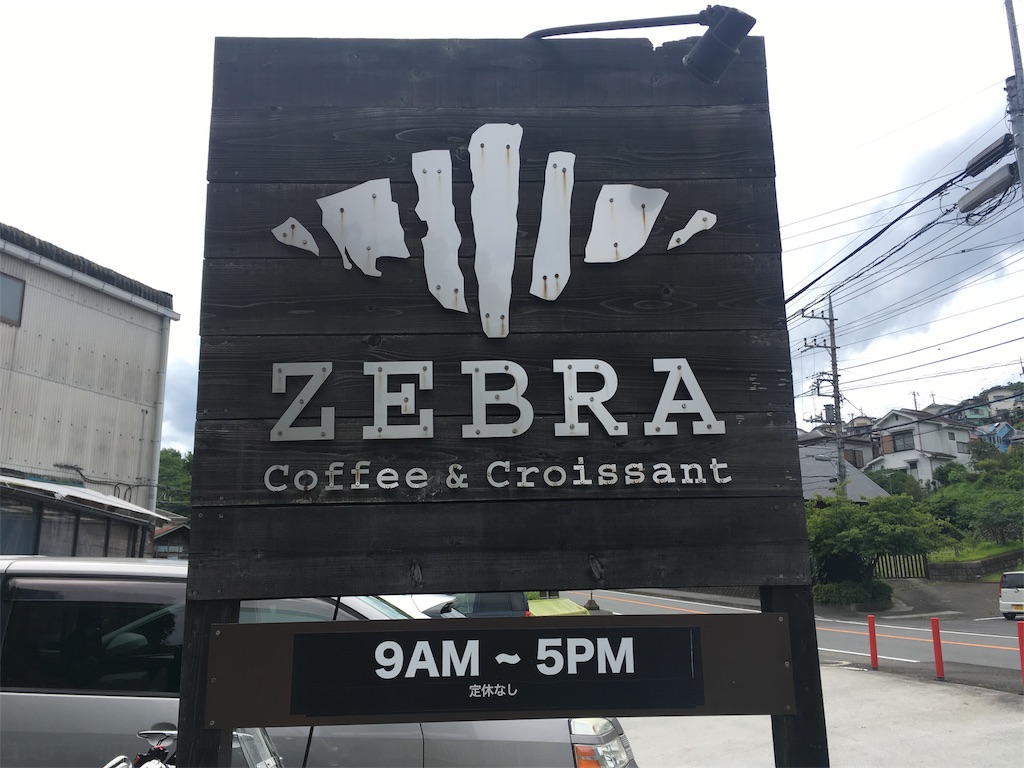 ZEBRA
Coffee & Croissant
9AM ~ 5PM
定休なし